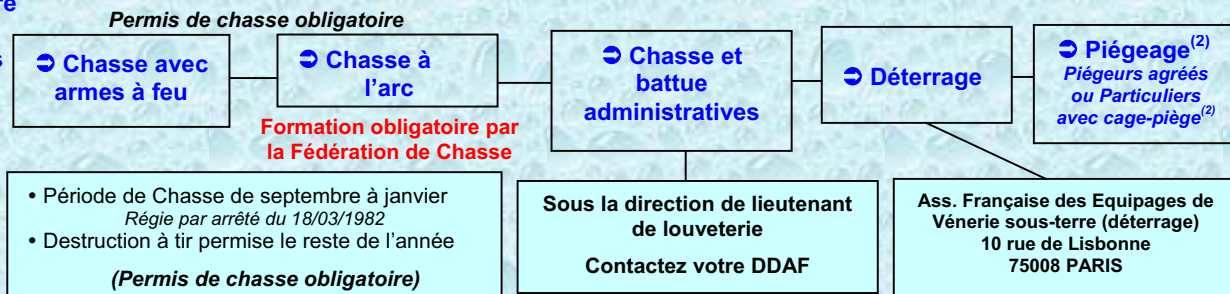 re
Permis de chasse obligatoire
s
➲ Chasse avec
armes à feu
➲ Chasse à
l'arc
➲ Chasse et
battue
administratives
➲ Déterrage
➲ Piégeage(2)
Piégeurs agréés
ou Particuliers
avec cage-piège(2)
Formation obligatoire par
la Fédération de Chasse
• Période de Chasse de septembre à janvier
Régie par arrêté du 18/03/1982
• Destruction à tir permise le reste de l'année
(Permis de chasse obligatoire)
Sous la direction de lieutenant
de louveterie
Contactez votre DDAF
Ass. Française des Equipages de
Vénerie sous-terre (déterrage)
10 rue de Lisbonne
75008 PARIS